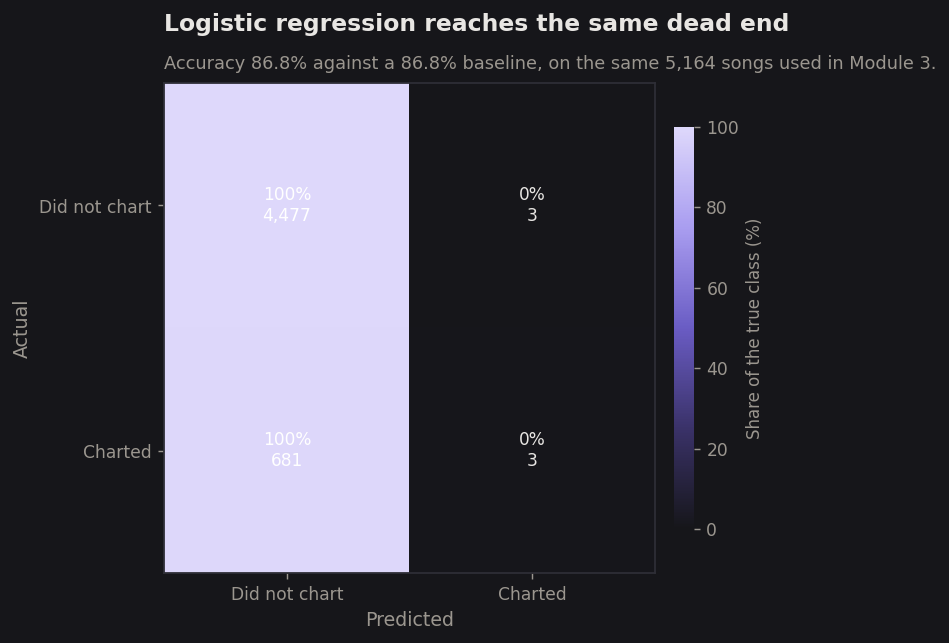 Logistic regression reaches the same dead end
Accuracy 86.8% against a 86.8% baseline, on the same 5,164 songs used in Module 3.
Actual
Did not chart
Charted
100%
4,477
0%
3
100%
681
0%
3
Did not chart
Charted
Predicted
100
80
60
40
20
0
Share of the true class (%)